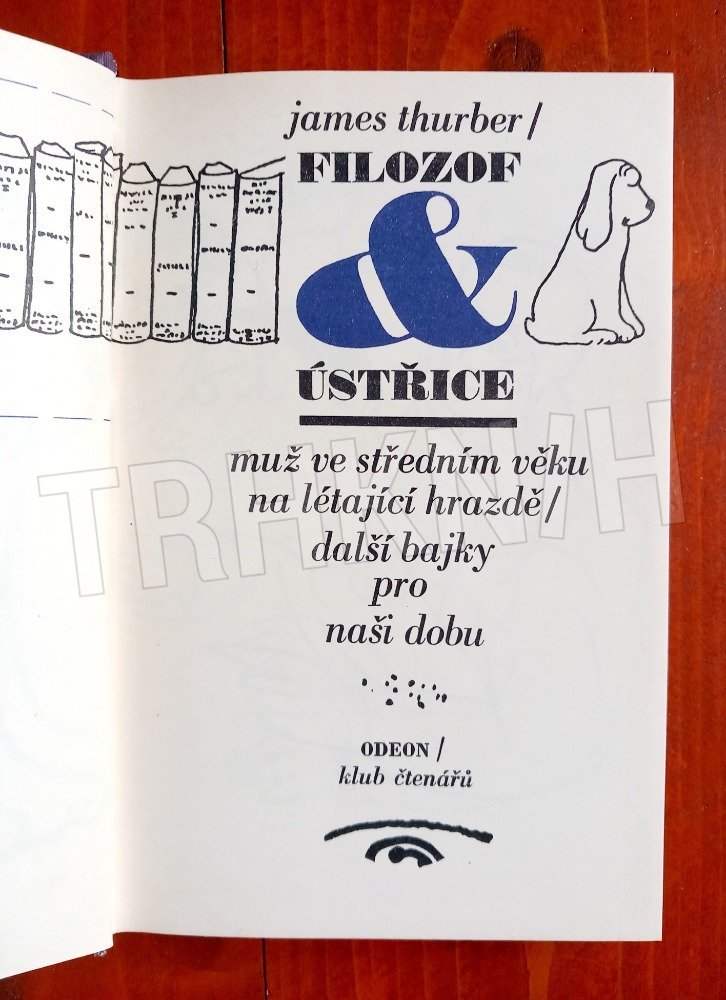 james thurber/
FILOZOF
&
ÚSTŘICE
muž ve středním věku
na létající hrazdě/
další bajky
pro
naši dobu
ODEON/
klub čtenářů
TRHKNIH